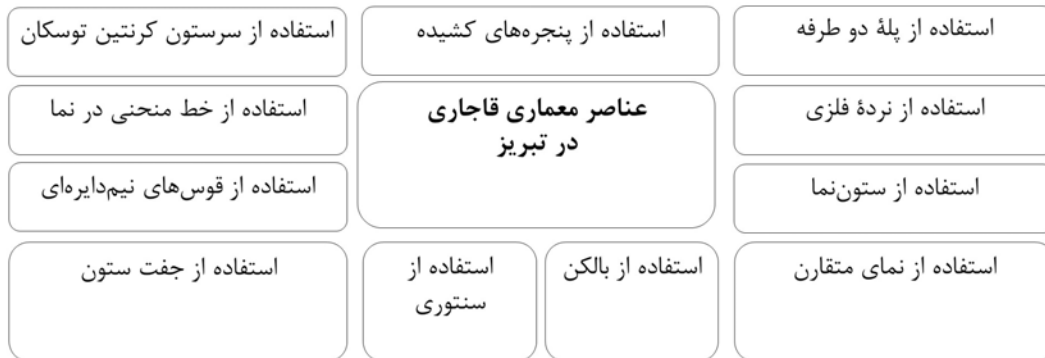 استفاده از پلهٔ دو طرفه
استفاده از پنجره‌های کشیده
استفاده از سرستون کرنتین توسکان
استفاده از نردهٔ فلزی
عناصر معماری قاجاری
در تبریز
استفاده از خط منحنی در نما
استفاده از ستون‌نما
استفاده از قوس‌های نیم‌دایره‌ای
استفاده از نمای متقارن
استفاده از بالکن
استفاده از
سنتوری
استفاده از جفت ستون